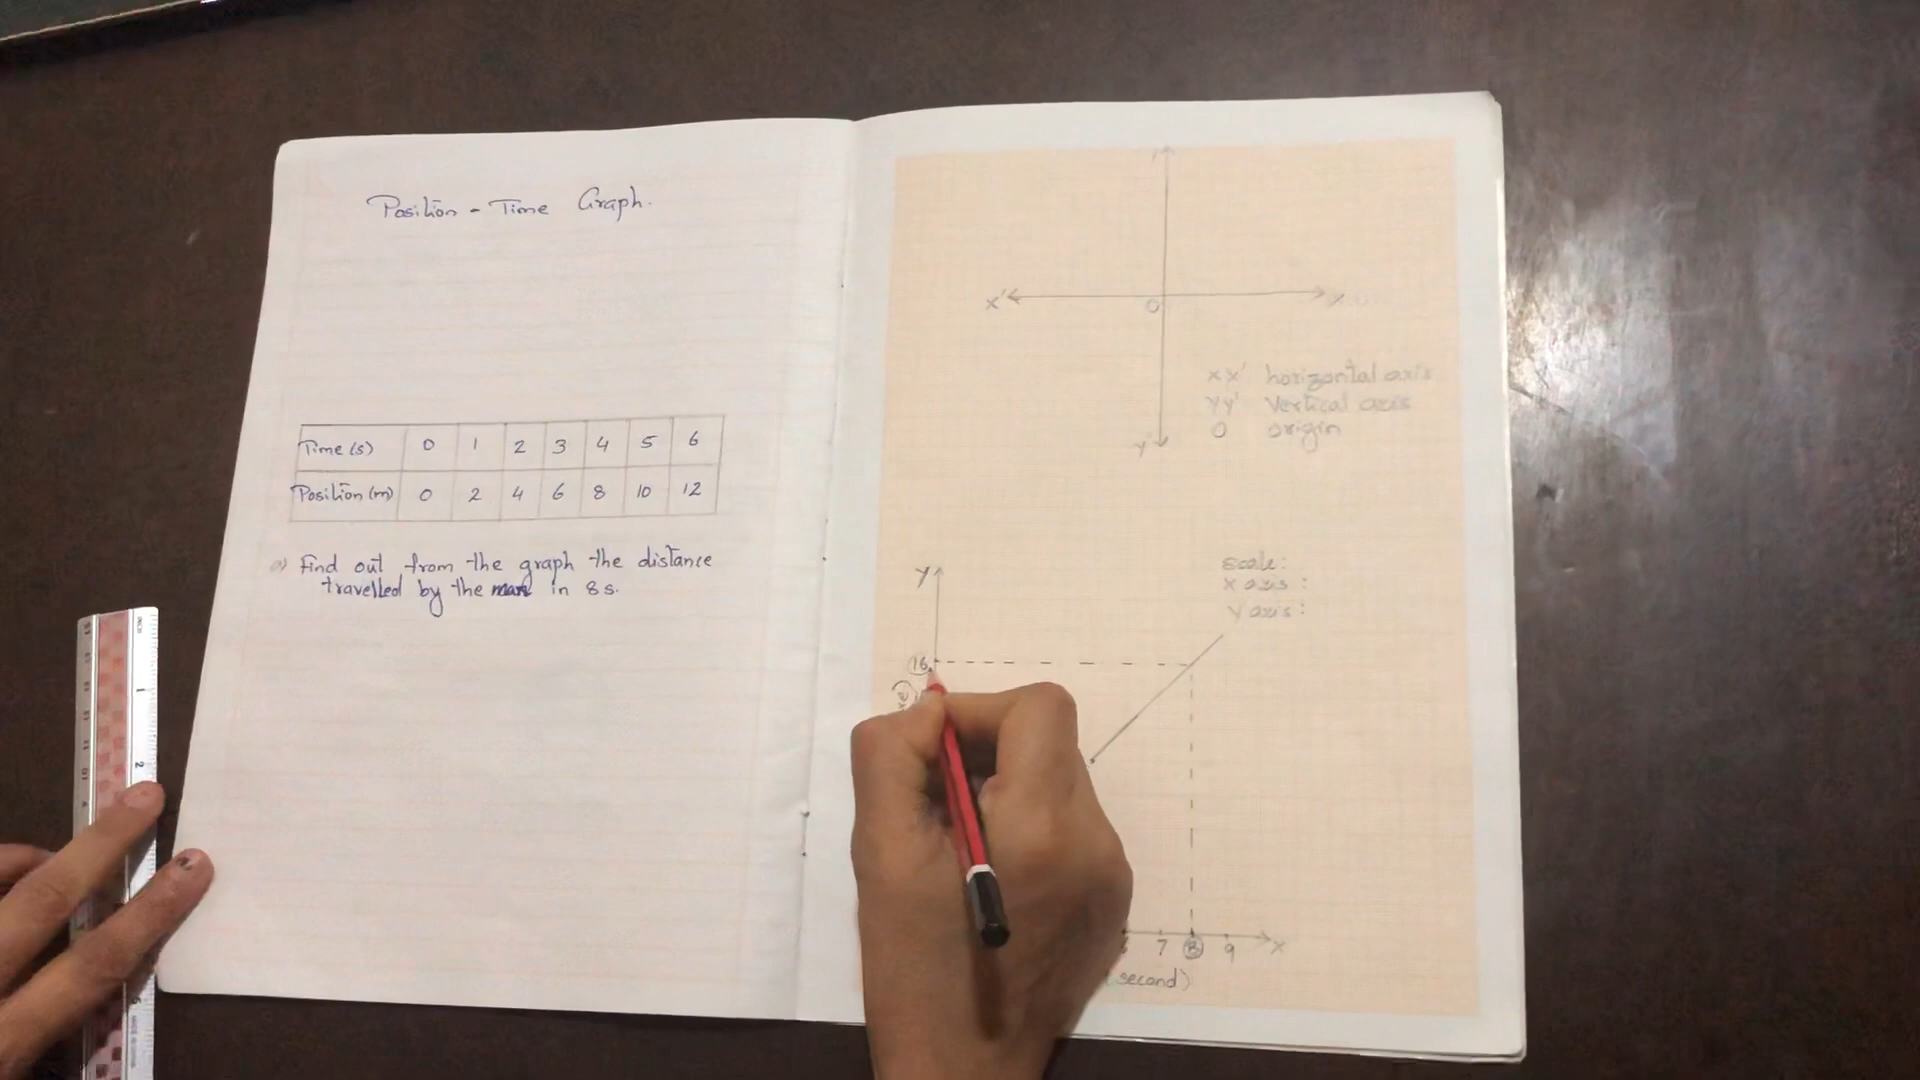 Position - Time Graph.
Time (s) 0 1 2 3 4 5 6
Position (m) 0 2 4 6 8 10 12
a) Find out from the graph the distance
travelled by the man in 8 s.
X' O X
Y'
XX' horizontal axis
YY' Vertical axis
O origin
Scale:
X axis :
Y axis :
Y
16
7 8 9 X
second)
1
2